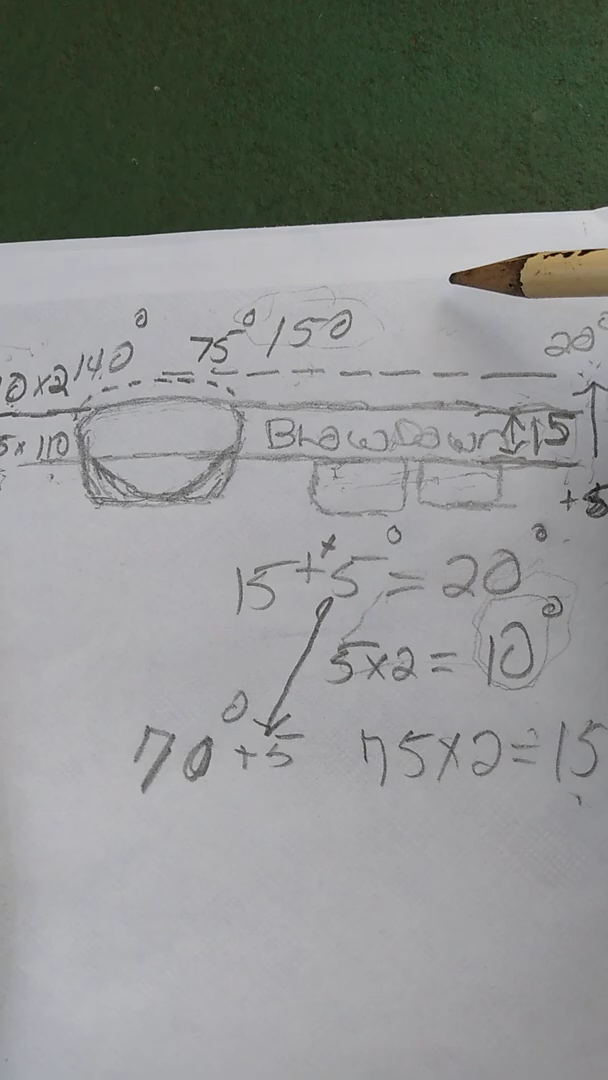 75° 150
20°
0x2 140°
5x 110
BLOWDOWN
15
+5
15 + 5° = 20°
5x2 = 10°
70° +5
75x2=15